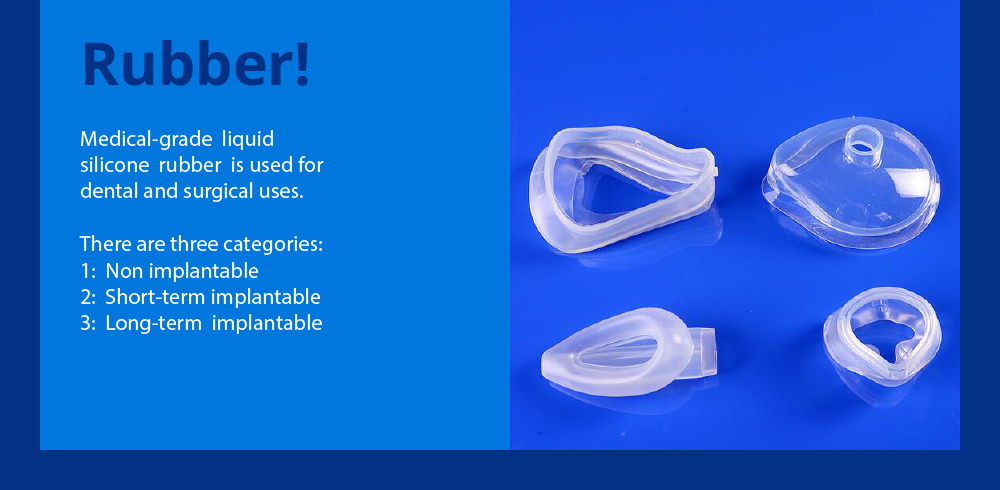 Rubber!
Medical-grade liquid
silicone rubber is used for
dental and surgical uses.
There are three categories:
1: Non implantable
2: Short-term implantable
3: Long-term implantable